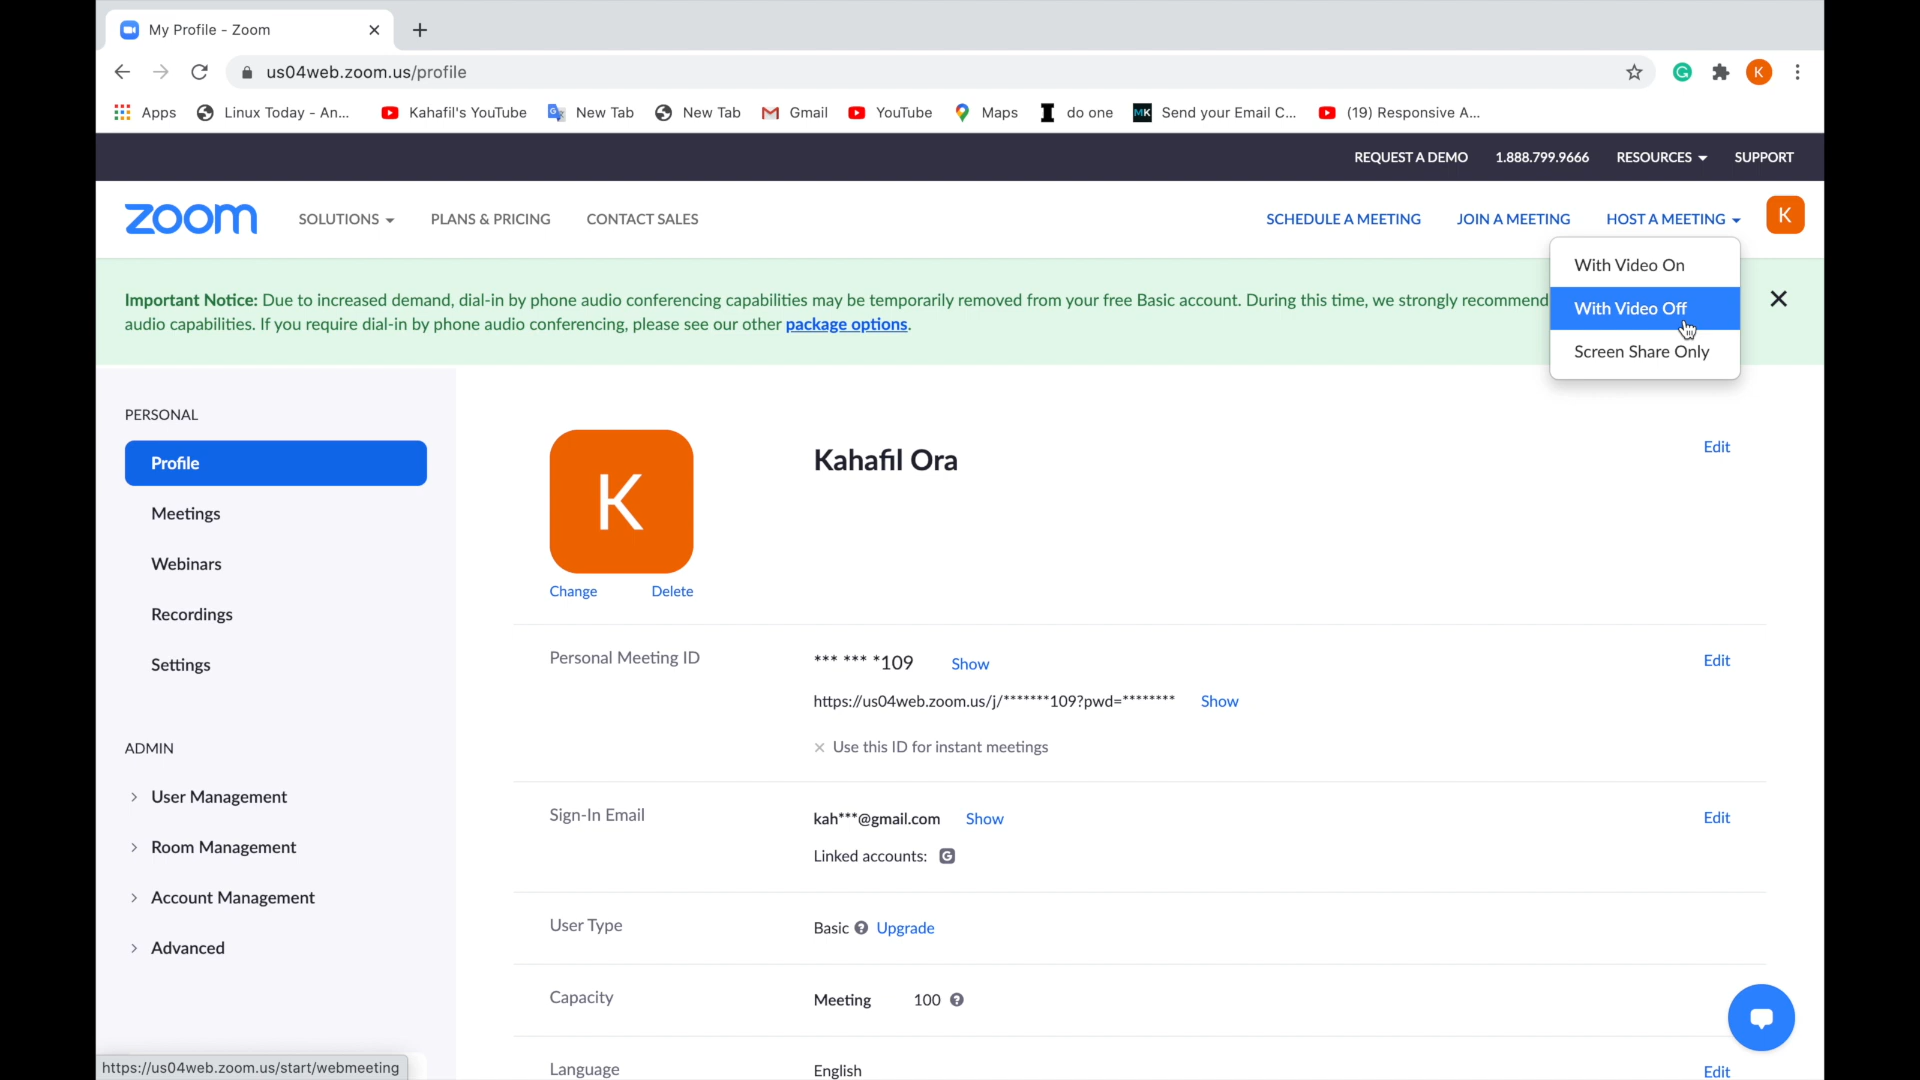 My Profile - Zoom
us04web.zoom.us/profile
K
Apps
Linux Today - An...
Kahafil's YouTube
New Tab
New Tab
Gmail
YouTube
Maps
do one
MK
Send your Email C...
(19) Responsive A...
REQUEST A DEMO
1.888.799.9666
RESOURCES
SUPPORT
zoom
SOLUTIONS
PLANS & PRICING
CONTACT SALES
SCHEDULE A MEETING
JOIN A MEETING
HOST A MEETING
K
With Video On
With Video Off
Screen Share Only
Important Notice: Due to increased demand, dial-in by phone audio conferencing capabilities may be temporarily removed from your free Basic account. During this time, we strongly recommend
audio capabilities. If you require dial-in by phone audio conferencing, please see our other package options.
PERSONAL
Profile
Meetings
Webinars
Recordings
Settings
ADMIN
User Management
Room Management
Account Management
Advanced
K
Change
Delete
Kahafil Ora
Edit
Personal Meeting ID
*** *** *109
Show
Edit
https://us04web.zoom.us/j/*******109?pwd=********
Show
Use this ID for instant meetings
Sign-In Email
kah***@gmail.com
Show
Edit
Linked accounts:
User Type
Basic
Upgrade
Capacity
Meeting
100
Language
English
Edit
https://us04web.zoom.us/start/webmeeting